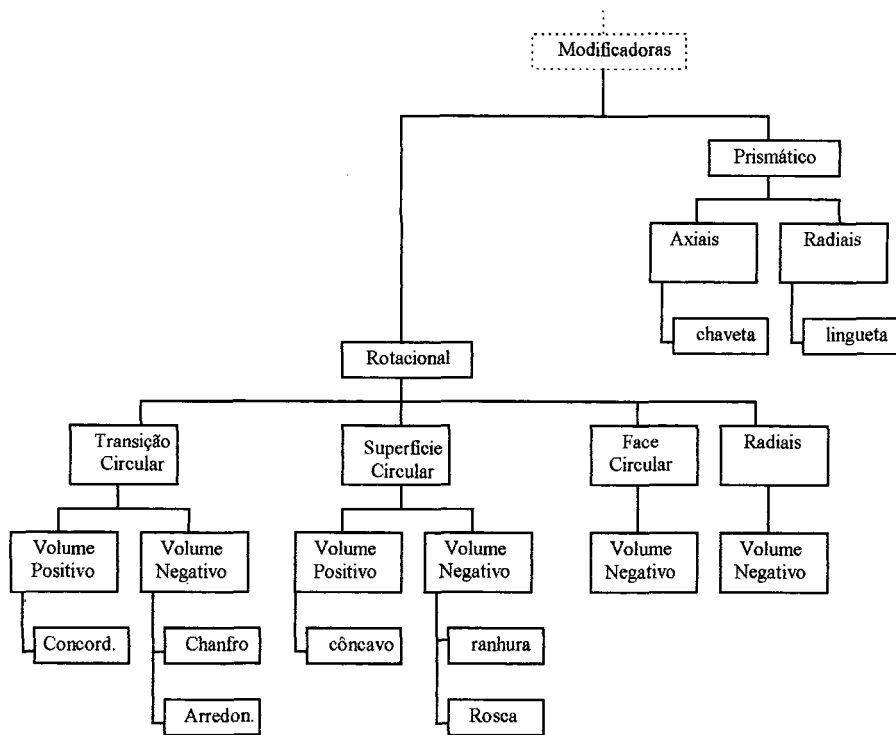 Modificadoras
Prismático
Axiais
Radiais
chaveta
lingueta
Rotacional
Transição
Circular
Superfície
Circular
Face
Circular
Radiais
Volume
Positivo
Volume
Negativo
Volume
Positivo
Volume
Negativo
Volume
Negativo
Volume
Negativo
Concord.
Chanfro
côncavo
ranhura
Arredon.
Rosca